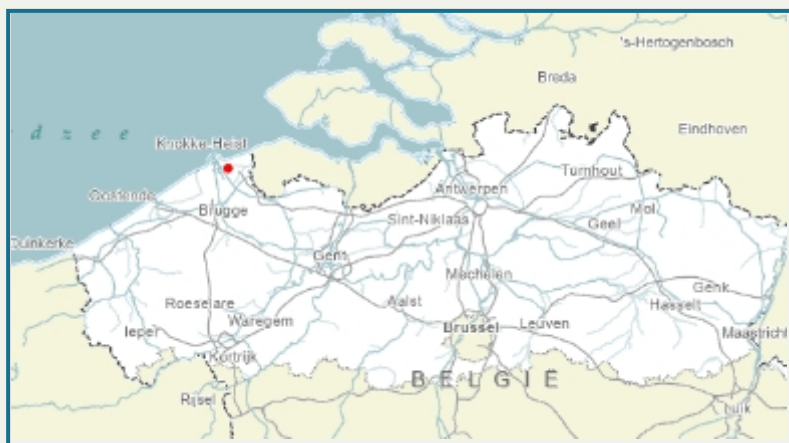 's-Hertogenbosch
Breda
d z e e
Eindhoven
Knokke-Heist
Turnhout
Oostende
Antwerpen
Mol
Brugge
Sint-Niklaas
Geel
Duinkerke
Gent
Mechelen
Genk
Roeselare
Aalst
Hasselt
Ieper
Waregem
Brussel
Leuven
Maastricht
Kortrijk
BELGIË
Rijsel
Luik